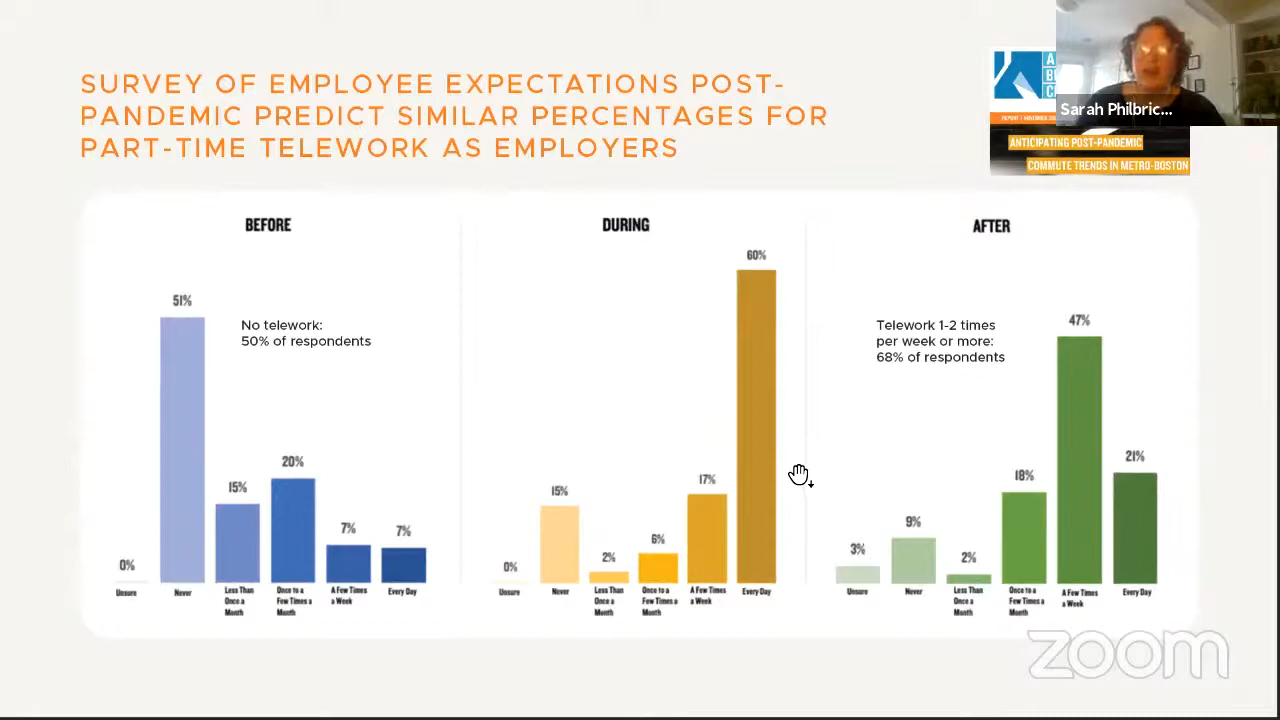 SURVEY OF EMPLOYEE EXPECTATIONS POST-
PANDEMIC PREDICT SIMILAR PERCENTAGES FOR
PART-TIME TELEWORK AS EMPLOYERS
Sarah Philbric...
ANTICIPATING POST-PANDEMIC
COMMUTE TRENDS IN METRO-BOSTON
BEFORE
51%
No telework:
50% of respondents
0%
15%
20%
7%
7%
Unsure
Never
Less Than
Once a
Month
Once to a
Few Times a
Month
A Few Times
a Week
Every Day
DURING
0%
15%
2%
6%
17%
60%
Unsure
Never
Less Than
Once a
Month
Once to a
Few Times a
Month
A Few Times
a Week
Every Day
AFTER
Telework 1-2 times
per week or more:
68% of respondents
3%
9%
2%
18%
47%
21%
Unsure
Never
Less Than
Once a
Month
Once to a
Few Times a
Month
A Few Times
a Week
Every Day
zoom